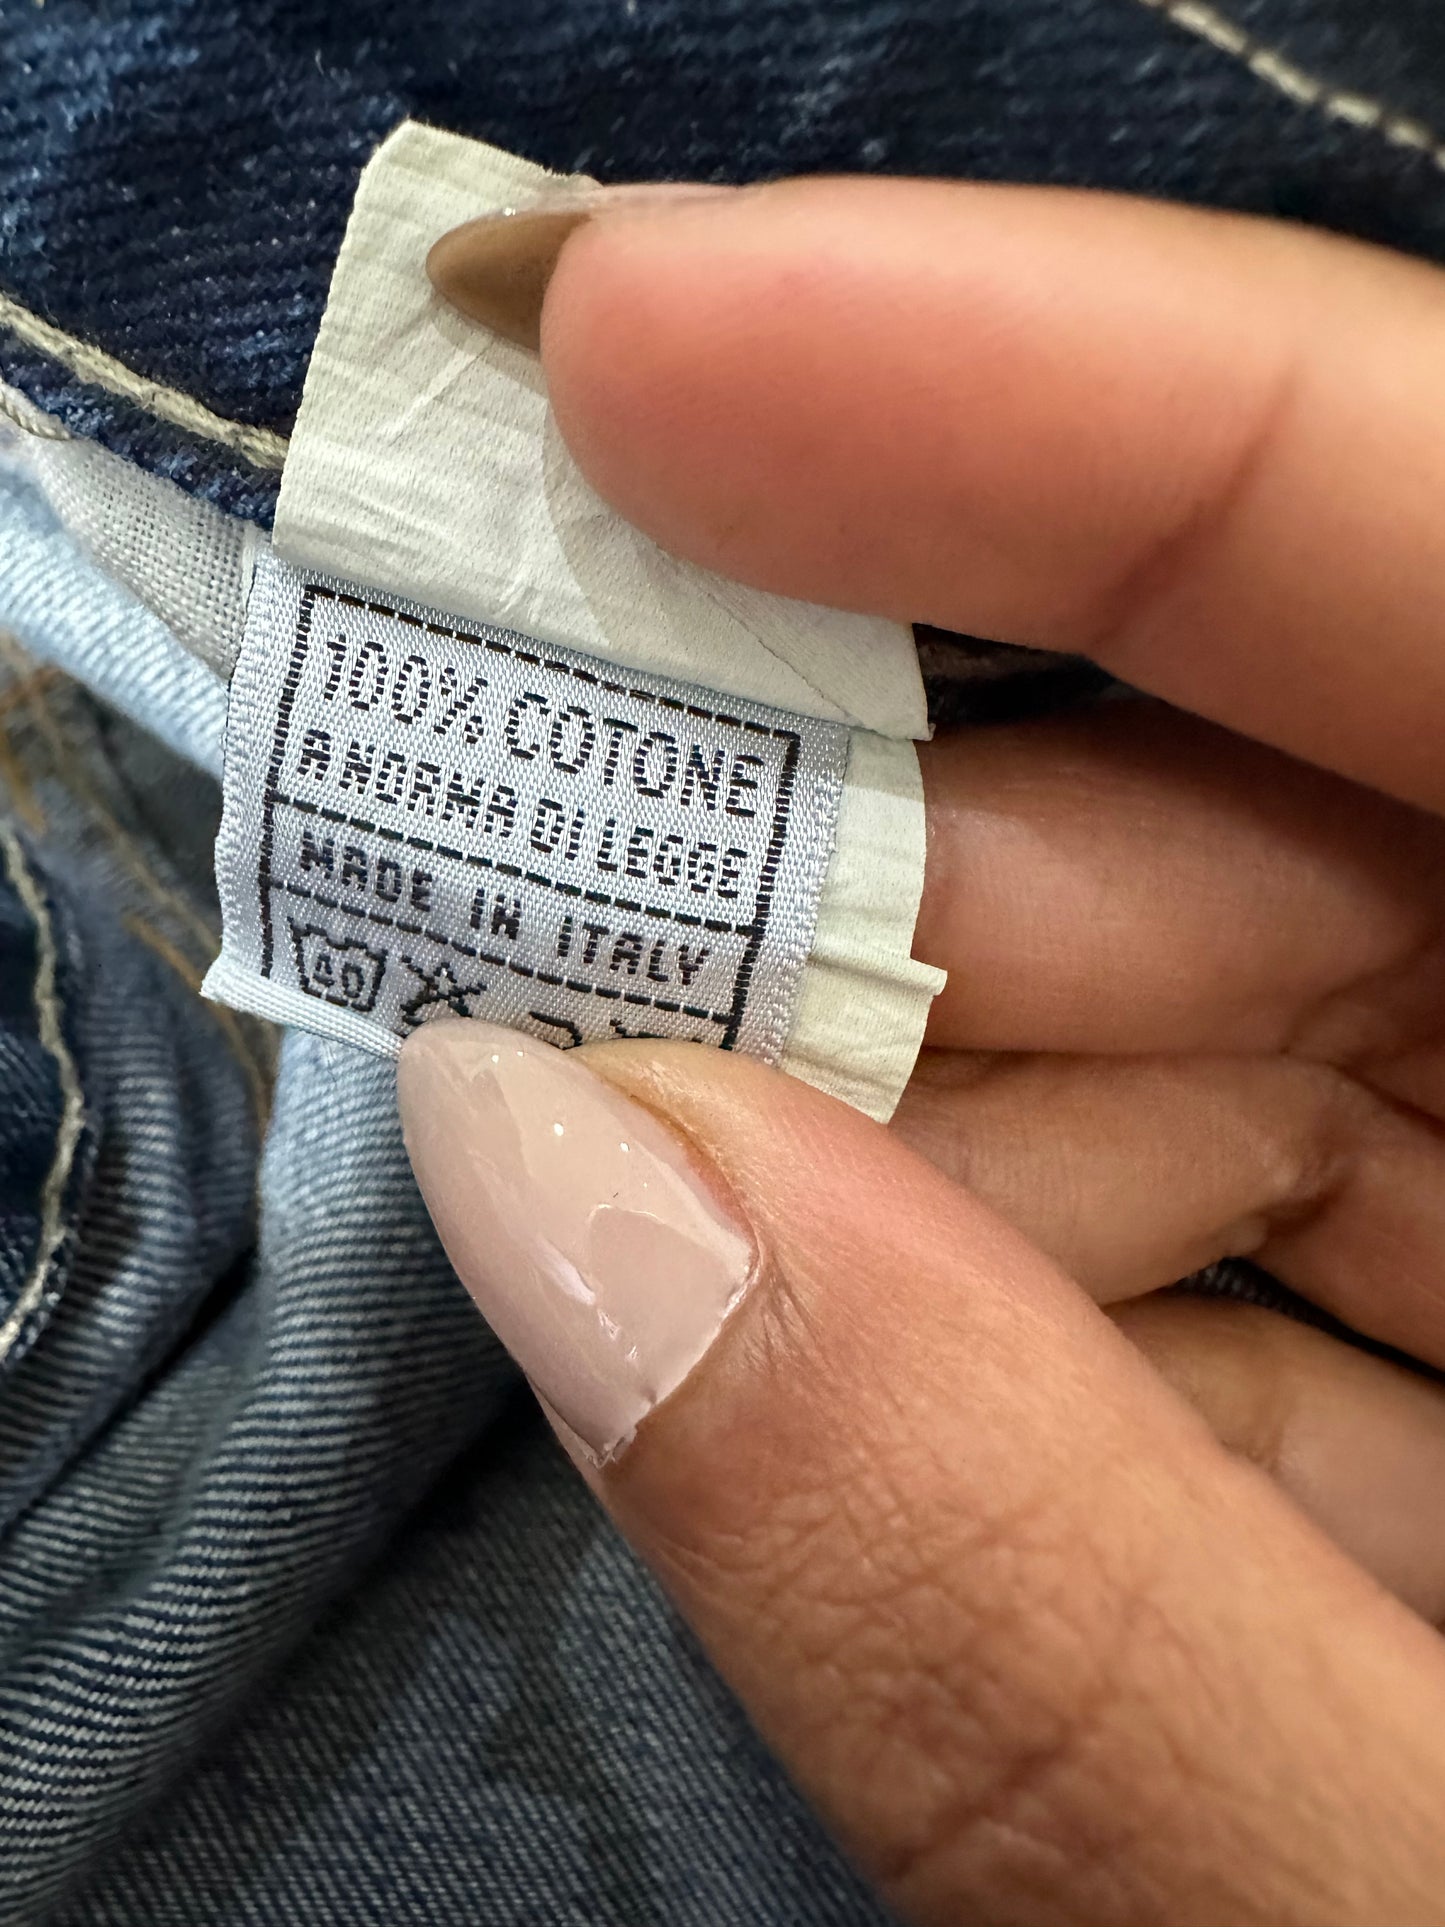 100% COTONE
A NORMA DI LEGGE
MADE IN ITALY
40